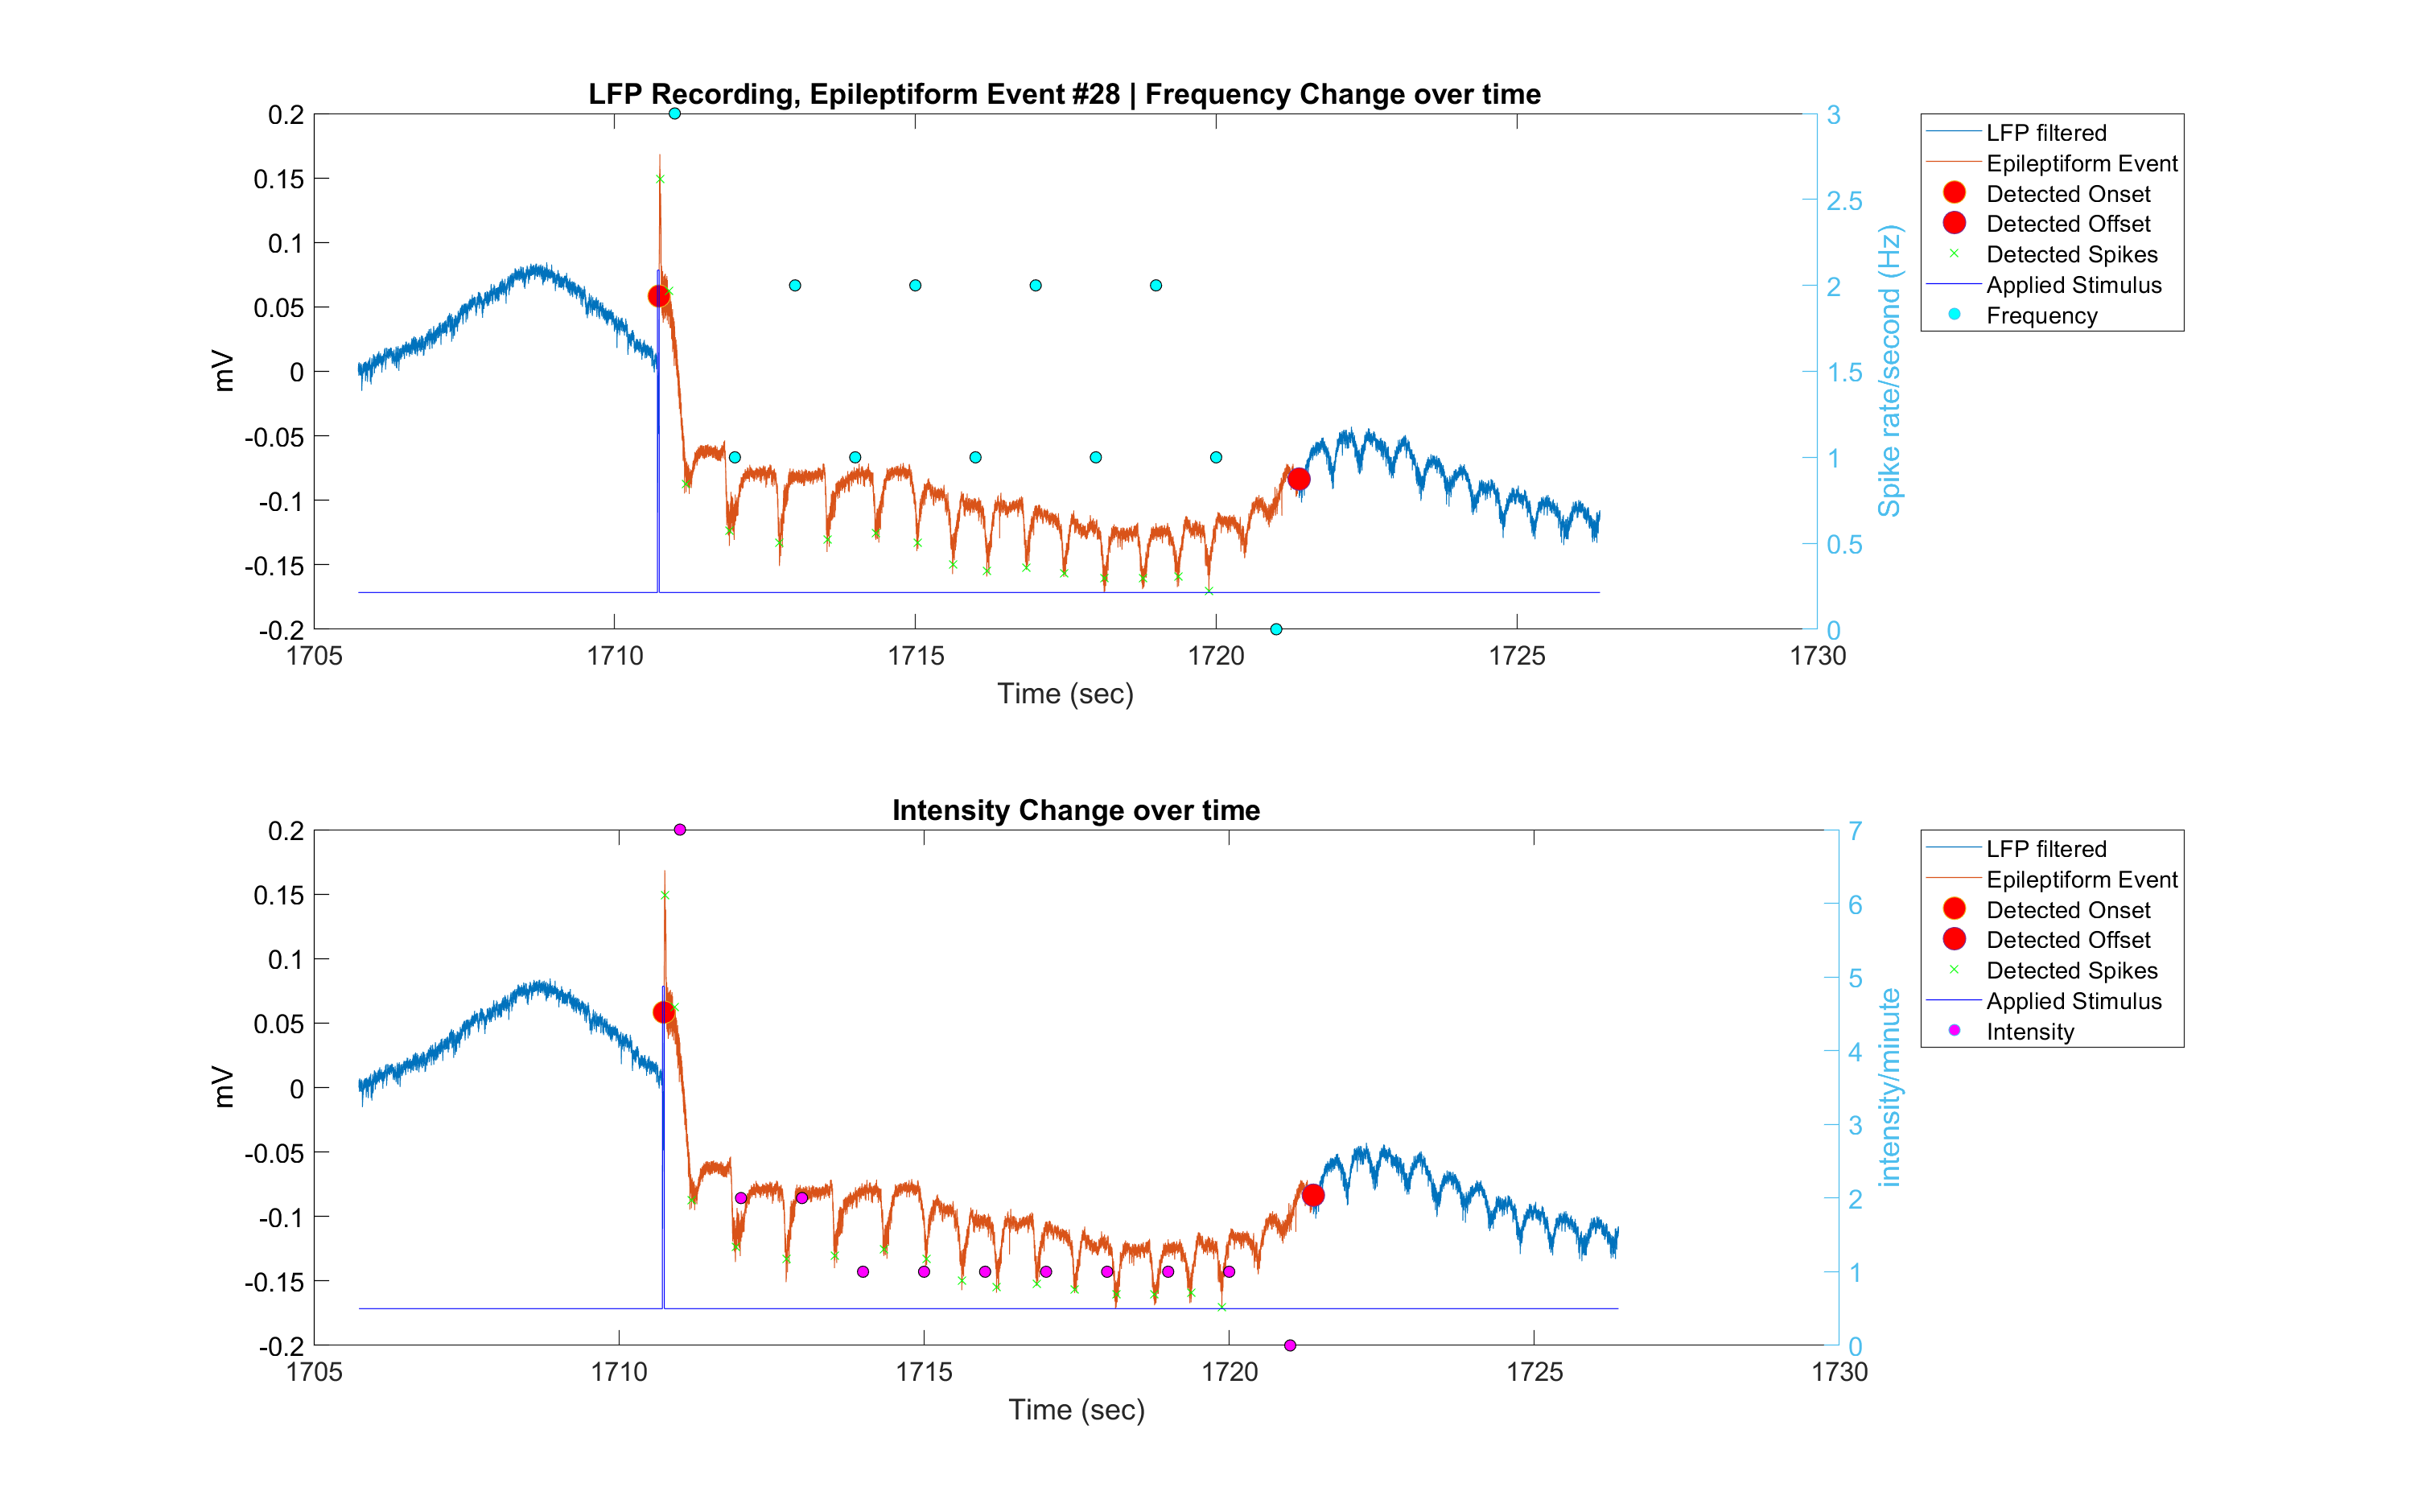 LFP Recording, Epileptiform Event #28 | Frequency Change over time
0.2
0.15
0.1
0.05
0
-0.05
-0.1
-0.15
-0.2
mV
1705
1710
1715
1720
1725
1730
Time (sec)
3
2.5
2
1.5
1
0.5
0
Spike rate/second (Hz)
LFP filtered
Epileptiform Event
Detected Onset
Detected Offset
Detected Spikes
Applied Stimulus
Frequency
Intensity Change over time
0.2
0.15
0.1
0.05
0
-0.05
-0.1
-0.15
-0.2
mV
1705
1710
1715
1720
1725
1730
Time (sec)
7
6
5
4
3
2
1
0
intensity/minute
LFP filtered
Epileptiform Event
Detected Onset
Detected Offset
Detected Spikes
Applied Stimulus
Intensity